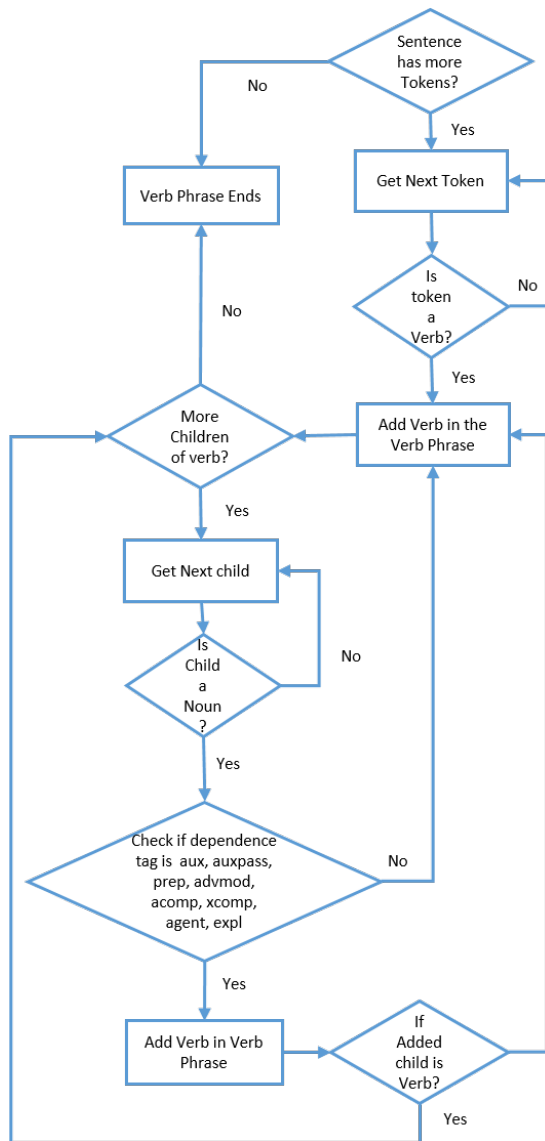 Sentence
has more
Tokens?
No
Yes
Verb Phrase Ends
Get Next Token
Is
token
a
Verb?
No
No
Yes
More
Children
of verb?
Add Verb in the
Verb Phrase
Yes
Get Next child
Is
Child
a
Noun
?
No
Yes
Check if dependence
tag is aux, auxpass,
prep, advmod,
acomp, xcomp,
agent, expl
No
Yes
Add Verb in Verb
Phrase
If
Added
child is
Verb?
Yes